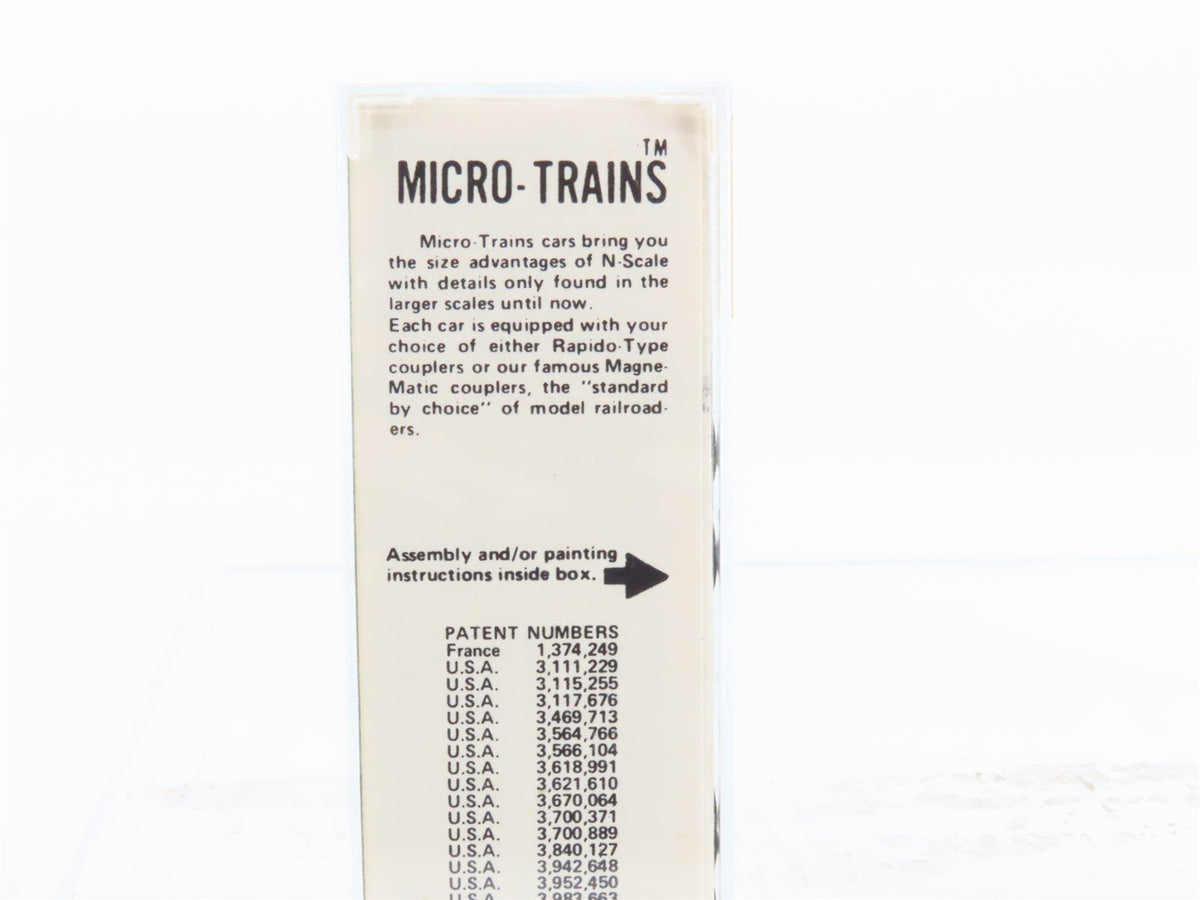 TM
MICRO-TRAINS
Micro-Trains cars bring you
the size advantages of N-Scale
with details only found in the
larger scales until now.
Each car is equipped with your
choice of either Rapido-Type
couplers or our famous Magne-
Matic couplers, the "standard
by choice" of model railroad-
ers.
Assembly and/or painting
instructions inside box.
PATENT NUMBERS
France 1,374,249
U.S.A. 3,111,229
U.S.A. 3,115,255
U.S.A. 3,117,676
U.S.A. 3,469,713
U.S.A. 3,564,766
U.S.A. 3,566,104
U.S.A. 3,618,991
U.S.A. 3,621,610
U.S.A. 3,670,064
U.S.A. 3,700,371
U.S.A. 3,700,889
U.S.A. 3,840,127
U.S.A. 3,942,648
U.S.A. 3,952,450
U.S.A. 3,983,663